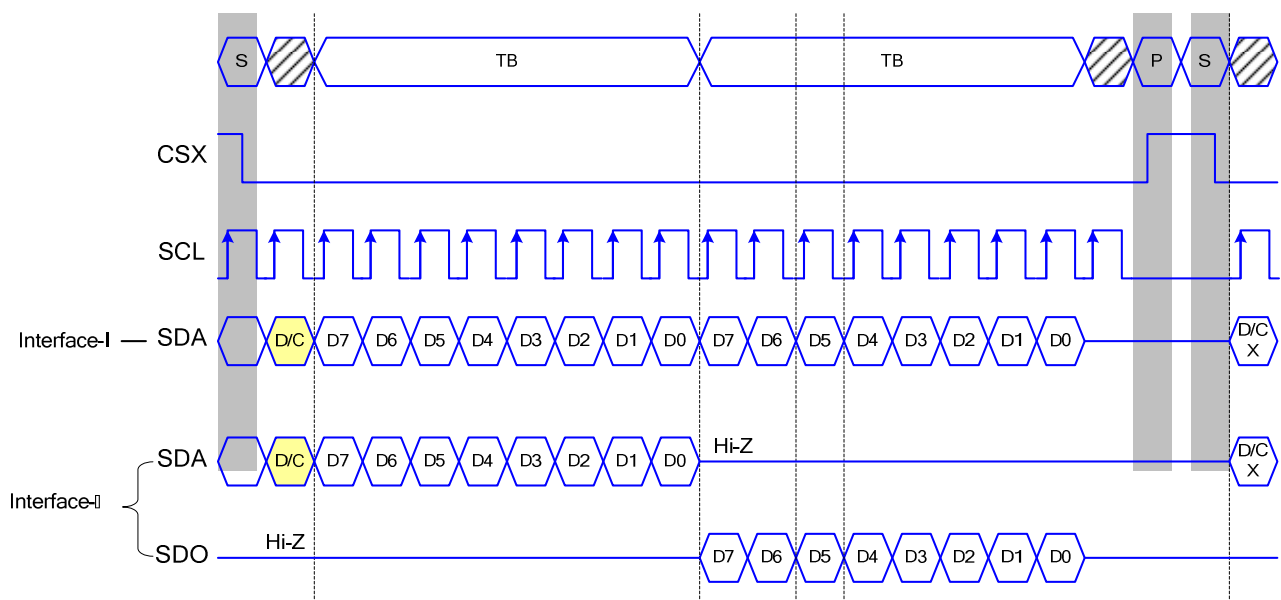 S TB TB P S
CSX
SCL
Interface-I SDA D/C D7 D6 D5 D4 D3 D2 D1 D0 D7 D6 D5 D4 D3 D2 D1 D0 D/C
X
SDA D/C D7 D6 D5 D4 D3 D2 D1 D0 Hi-Z D/C
X
Interface-
SDO Hi-Z D7 D6 D5 D4 D3 D2 D1 D0